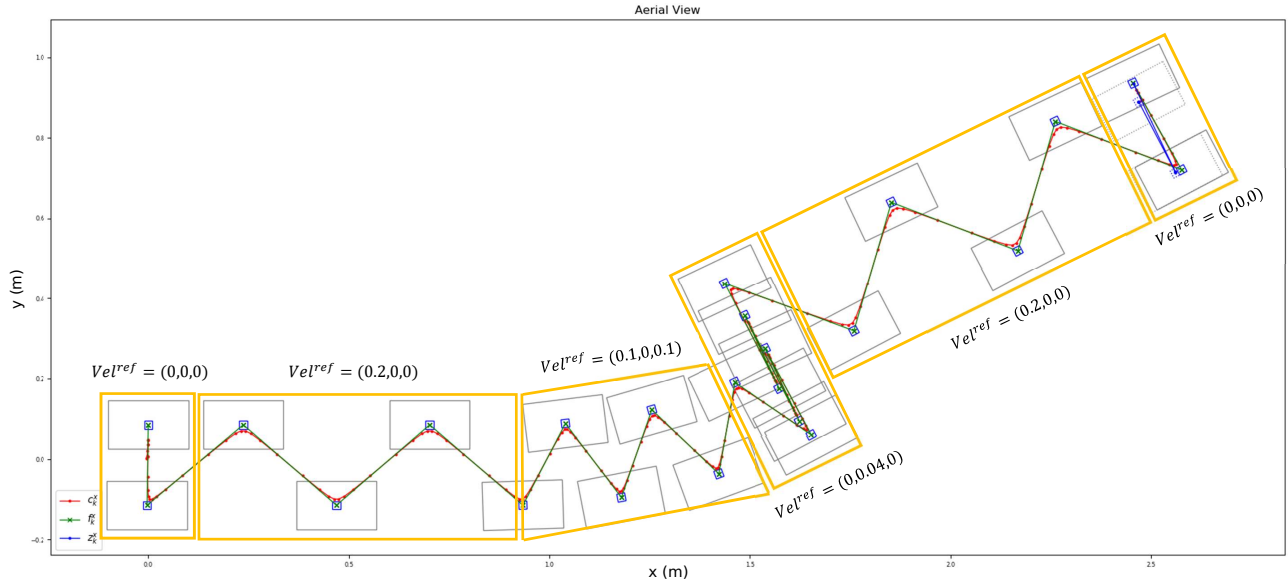 Aerial View
y (m)
1.0
0.8
0.6
0.4
0.2
0.0
−0.2
Vel^ref = (0,0,0)
Vel^ref = (0.2,0,0)
Vel^ref = (0.1,0,0.1)
Vel^ref = (0,0.04,0)
Vel^ref = (0.2,0,0)
Vel^ref = (0,0,0)
c_k^x
f_k^x
z_k^x
0.0 0.5 1.0 1.5 2.0 2.5
x (m)